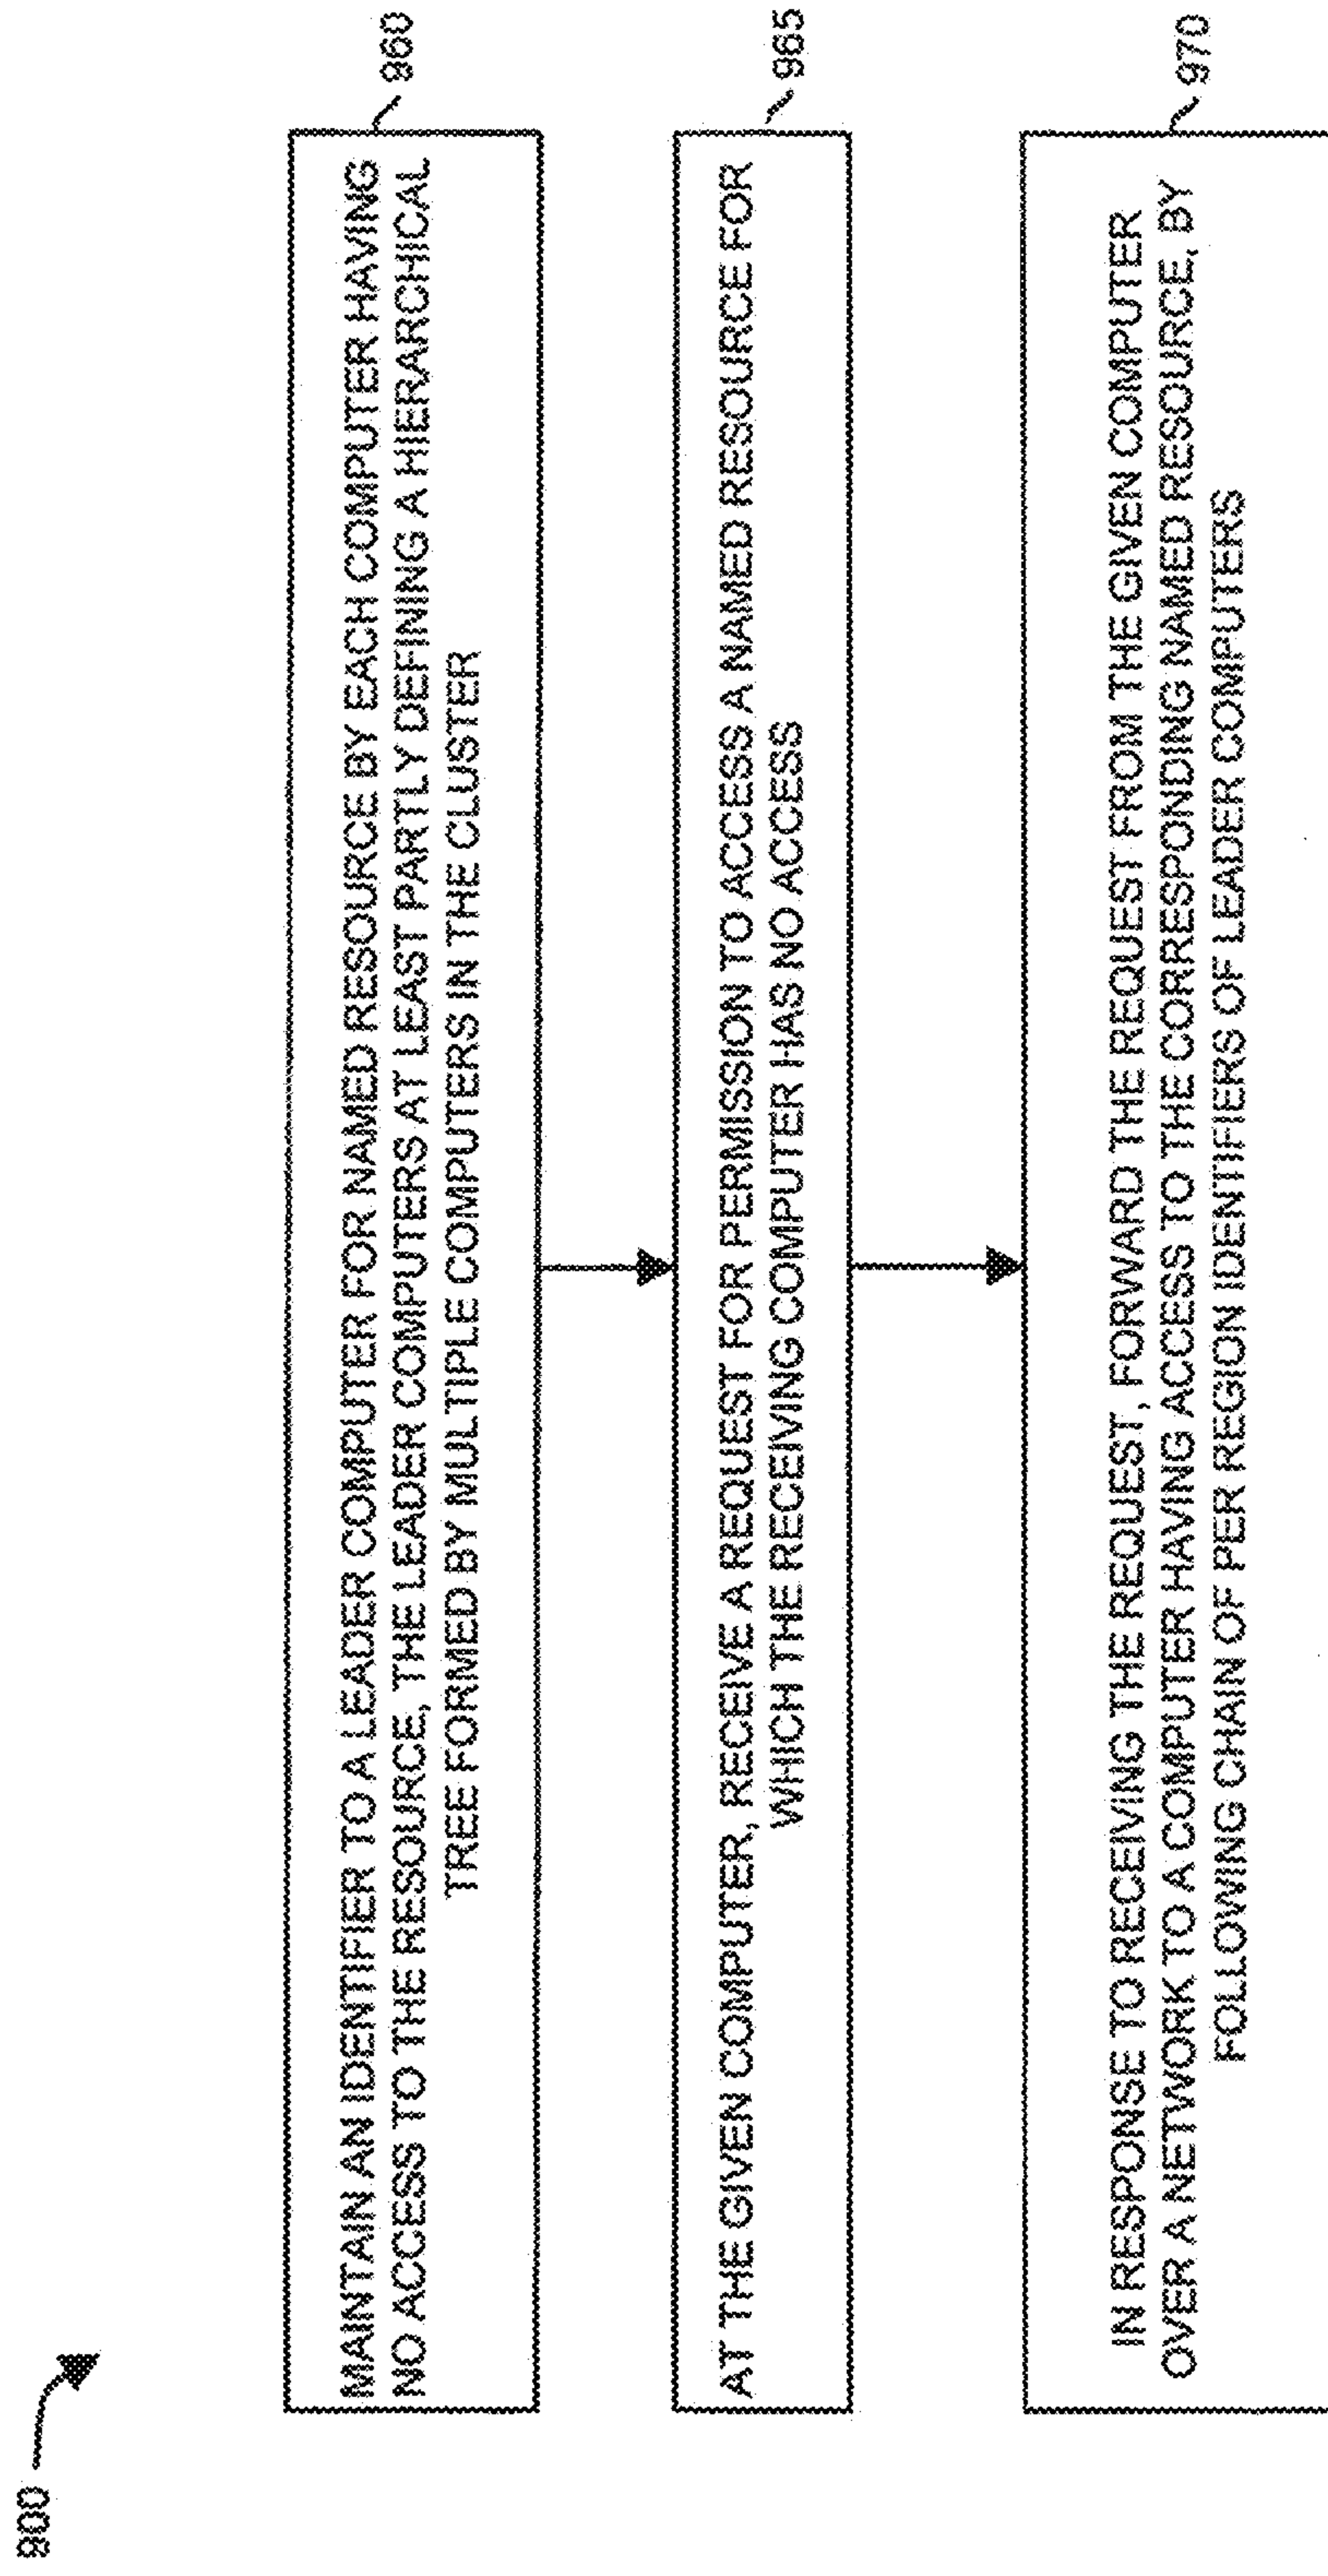 900
MAINTAIN AN IDENTIFIER TO A LEADER COMPUTER FOR NAMED RESOURCE BY EACH COMPUTER HAVING
NO ACCESS TO THE RESOURCE, THE LEADER COMPUTERS AT LEAST PARTLY DEFINING A HIERARCHICAL
TREE FORMED BY MULTIPLE COMPUTERS IN THE CLUSTER
960
AT THE GIVEN COMPUTER, RECEIVE A REQUEST FOR PERMISSION TO ACCESS A NAMED RESOURCE FOR
WHICH THE RECEIVING COMPUTER HAS NO ACCESS
965
IN RESPONSE TO RECEIVING THE REQUEST, FORWARD THE REQUEST FROM THE GIVEN COMPUTER
OVER A NETWORK TO A COMPUTER HAVING ACCESS TO THE CORRESPONDING NAMED RESOURCE, BY
FOLLOWING CHAIN OF PER REGION IDENTIFIERS OF LEADER COMPUTERS
970